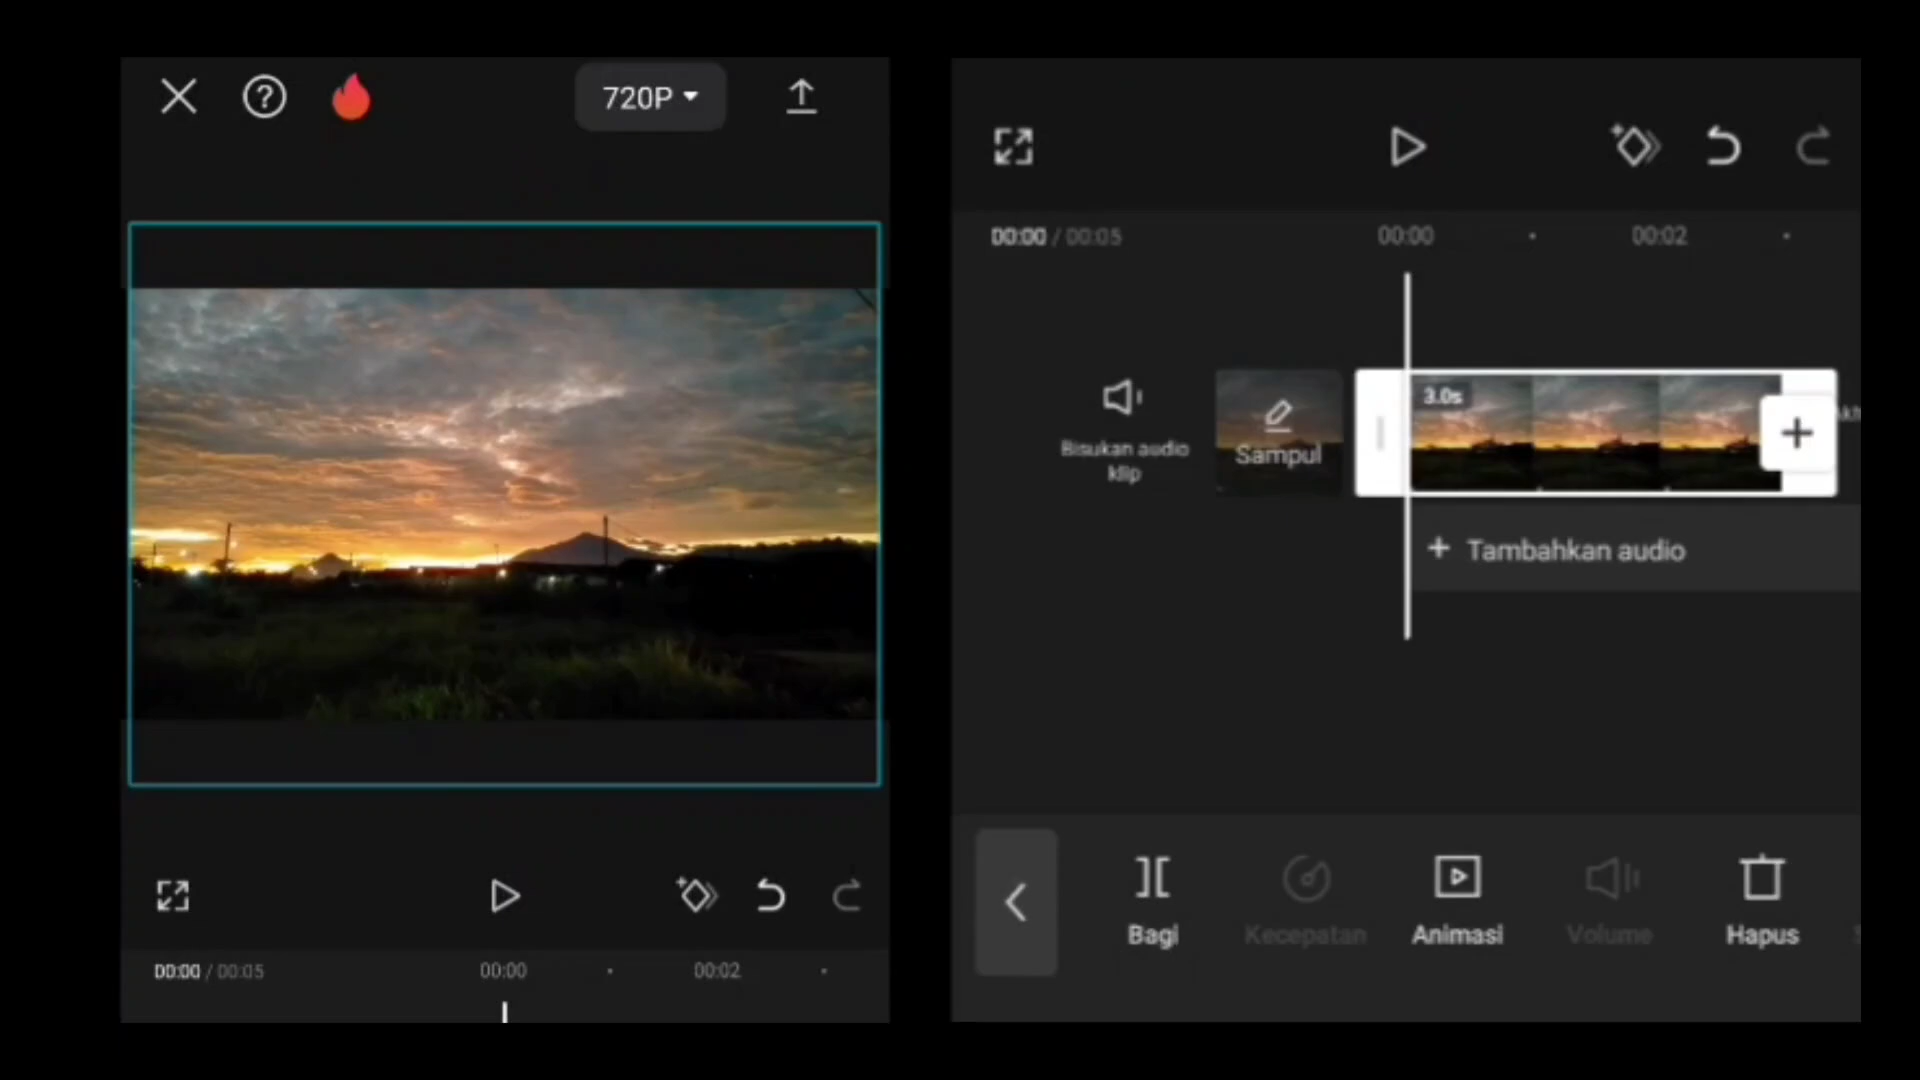 720P
00:00 / 00:05
00:00
00:02
00:00 / 00:05
00:00
00:02
3.0s
Bisukan audio
klip
Sampul
+ Tambahkan audio
Bagi
Kecepatan
Animasi
Volume
Hapus